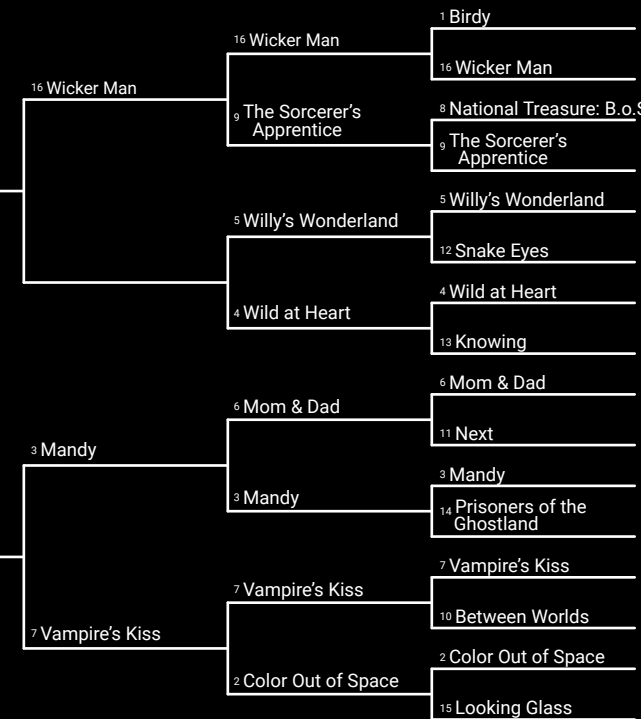 1 Birdy
16 Wicker Man
16 Wicker Man
16 Wicker Man
8 National Treasure: B.o.S
9 The Sorcerer's
Apprentice
9 The Sorcerer's
Apprentice
5 Willy's Wonderland
5 Willy's Wonderland
12 Snake Eyes
4 Wild at Heart
4 Wild at Heart
13 Knowing
6 Mom & Dad
6 Mom & Dad
11 Next
3 Mandy
3 Mandy
3 Mandy
14 Prisoners of the
Ghostland
7 Vampire's Kiss
7 Vampire's Kiss
10 Between Worlds
7 Vampire's Kiss
2 Color Out of Space
2 Color Out of Space
15 Looking Glass